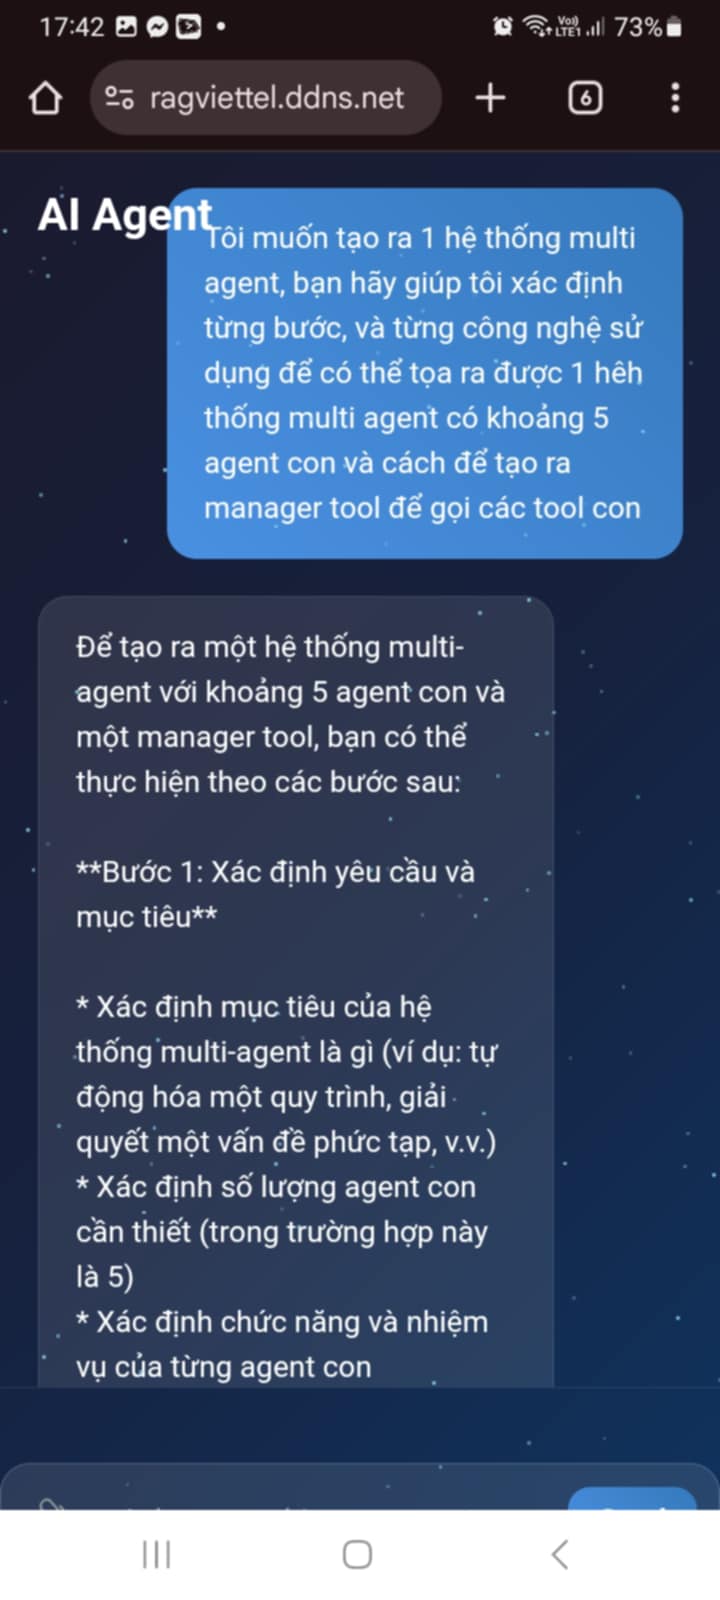 17:42
Vo)) LTE1 73%
ragviettel.ddns.net
6
AI Agent
Tôi muốn tạo ra 1 hệ thống multi
agent, bạn hãy giúp tôi xác định
từng bước, và từng công nghệ sử
dụng để có thể tọa ra được 1 hêh
thống multi agent có khoảng 5
agent con và cách để tạo ra
manager tool để gọi các tool con
Để tạo ra một hệ thống multi-
agent với khoảng 5 agent con và
một manager tool, bạn có thể
thực hiện theo các bước sau:
**Bước 1: Xác định yêu cầu và
mục tiêu**
* Xác định mục tiêu của hệ
thống multi-agent là gì (ví dụ: tự
động hóa một quy trình, giải
quyết một vấn đề phức tạp, v.v.)
* Xác định số lượng agent con
cần thiết (trong trường hợp này
là 5)
* Xác định chức năng và nhiệm
vụ của từng agent con